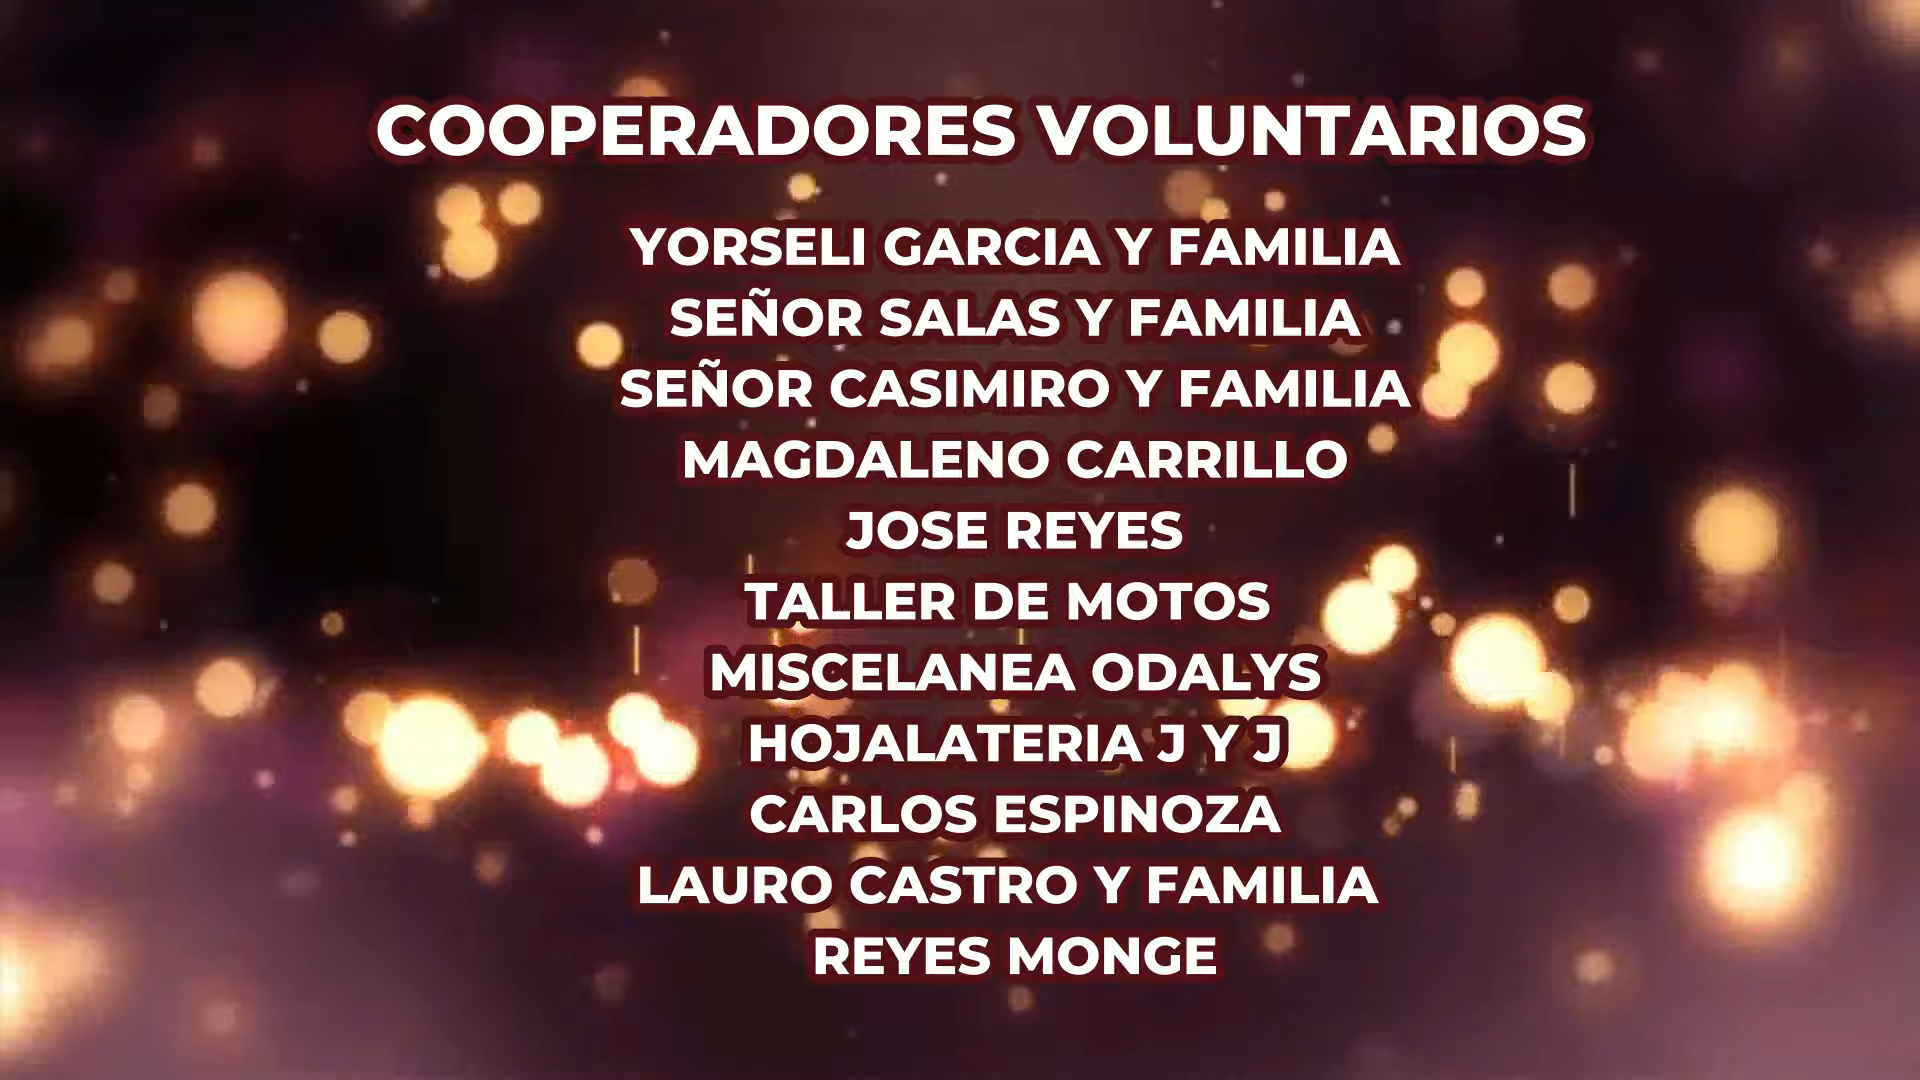 COOPERADORES VOLUNTARIOS
YORSELI GARCIA Y FAMILIA
SEÑOR SALAS Y FAMILIA
SEÑOR CASIMIRO Y FAMILIA
MAGDALENO CARRILLO
JOSE REYES
TALLER DE MOTOS
MISCELANEA ODALYS
HOJALATERIA J Y J
CARLOS ESPINOZA
LAURO CASTRO Y FAMILIA
REYES MONGE